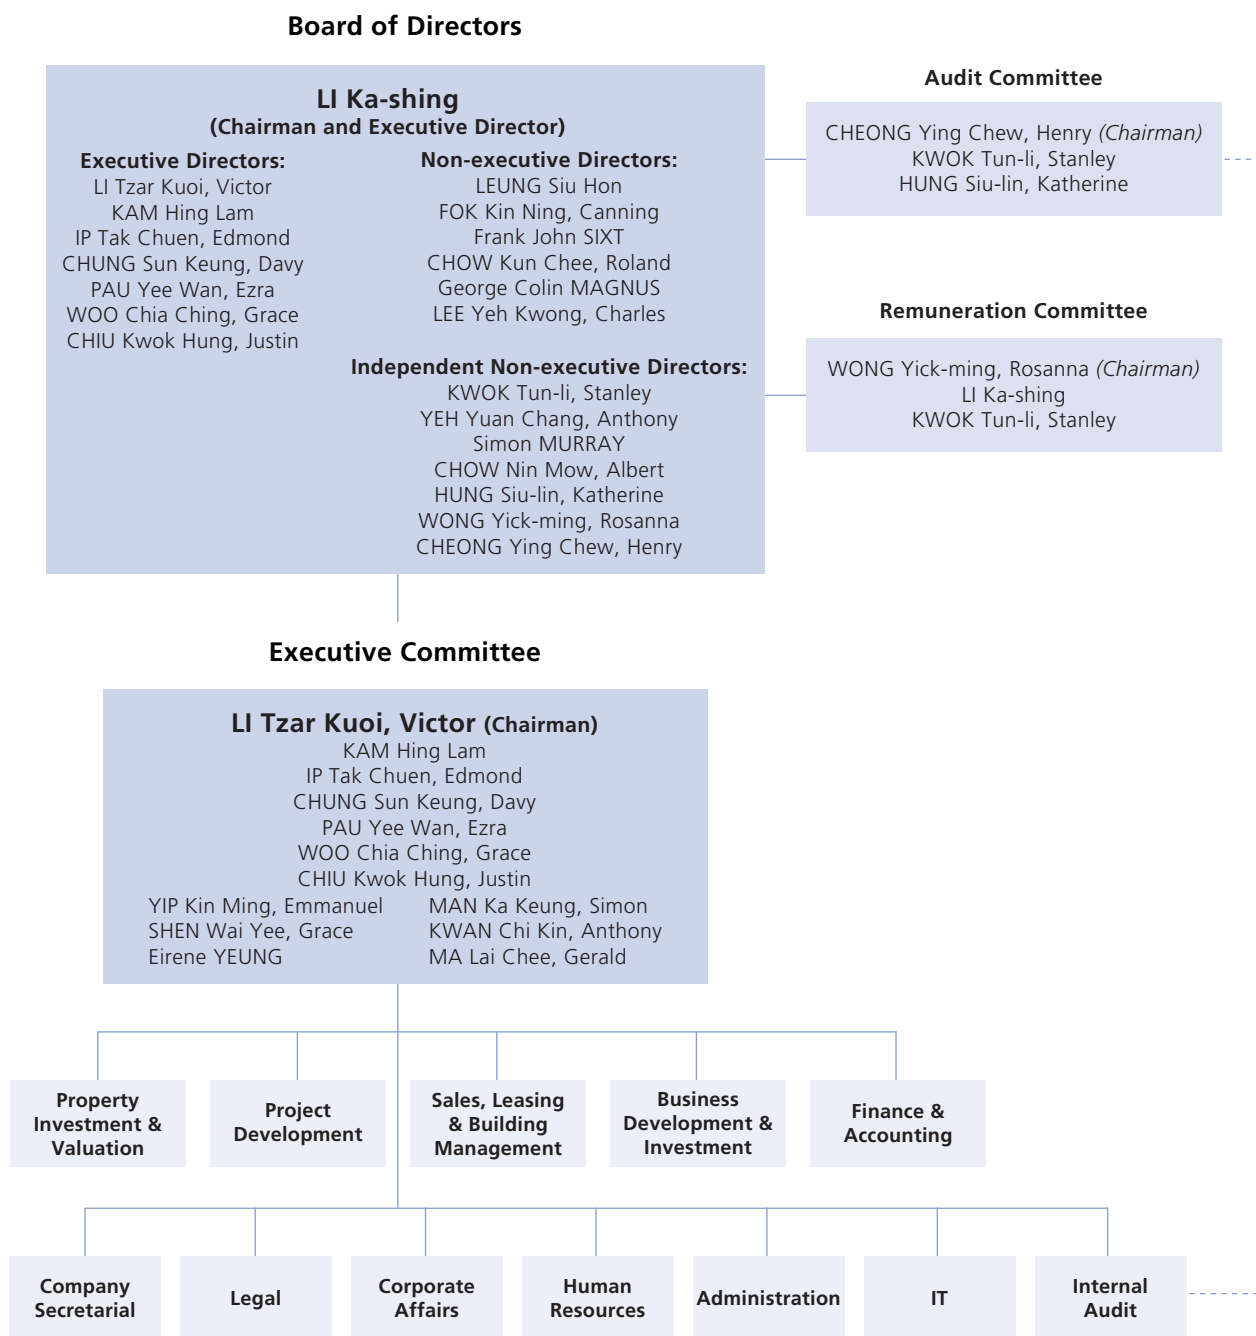 Board of Directors
LI Ka-shing
(Chairman and Executive Director)
Executive Directors:
LI Tzar Kuoi, Victor
KAM Hing Lam
IP Tak Chuen, Edmond
CHUNG Sun Keung, Davy
PAU Yee Wan, Ezra
WOO Chia Ching, Grace
CHIU Kwok Hung, Justin
Non-executive Directors:
LEUNG Siu Hon
FOK Kin Ning, Canning
Frank John SIXT
CHOW Kun Chee, Roland
George Colin MAGNUS
LEE Yeh Kwong, Charles
Independent Non-executive Directors:
KWOK Tun-li, Stanley
YEH Yuan Chang, Anthony
Simon MURRAY
CHOW Nin Mow, Albert
HUNG Siu-lin, Katherine
WONG Yick-ming, Rosanna
CHEONG Ying Chew, Henry
Audit Committee
CHEONG Ying Chew, Henry (Chairman)
KWOK Tun-li, Stanley
HUNG Siu-lin, Katherine
Remuneration Committee
WONG Yick-ming, Rosanna (Chairman)
LI Ka-shing
KWOK Tun-li, Stanley
Executive Committee
LI Tzar Kuoi, Victor (Chairman)
KAM Hing Lam
IP Tak Chuen, Edmond
CHUNG Sun Keung, Davy
PAU Yee Wan, Ezra
WOO Chia Ching, Grace
CHIU Kwok Hung, Justin
YIP Kin Ming, Emmanuel
SHEN Wai Yee, Grace
Eirene YEUNG
MAN Ka Keung, Simon
KWAN Chi Kin, Anthony
MA Lai Chee, Gerald
Property
Investment &
Valuation
Project
Development
Sales, Leasing
& Building
Management
Business
Development &
Investment
Finance &
Accounting
Company
Secretarial
Legal
Corporate
Affairs
Human
Resources
Administration
IT
Internal
Audit